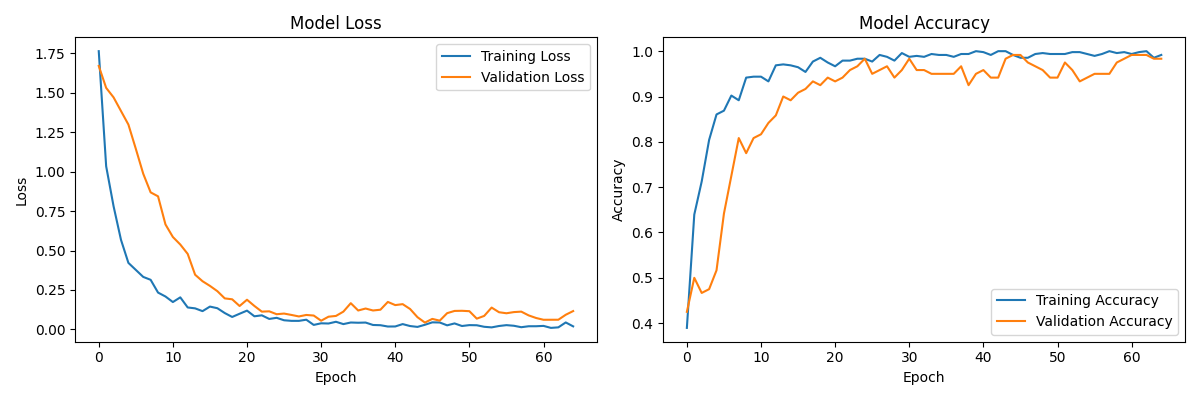 Model Loss
1.75
1.50
1.25
1.00
0.75
0.50
0.25
0.00
Loss
0
10
20
30
40
50
60
Epoch
Training Loss
Validation Loss
Model Accuracy
1.0
0.9
0.8
0.7
0.6
0.5
0.4
Accuracy
0
10
20
30
40
50
60
Epoch
Training Accuracy
Validation Accuracy